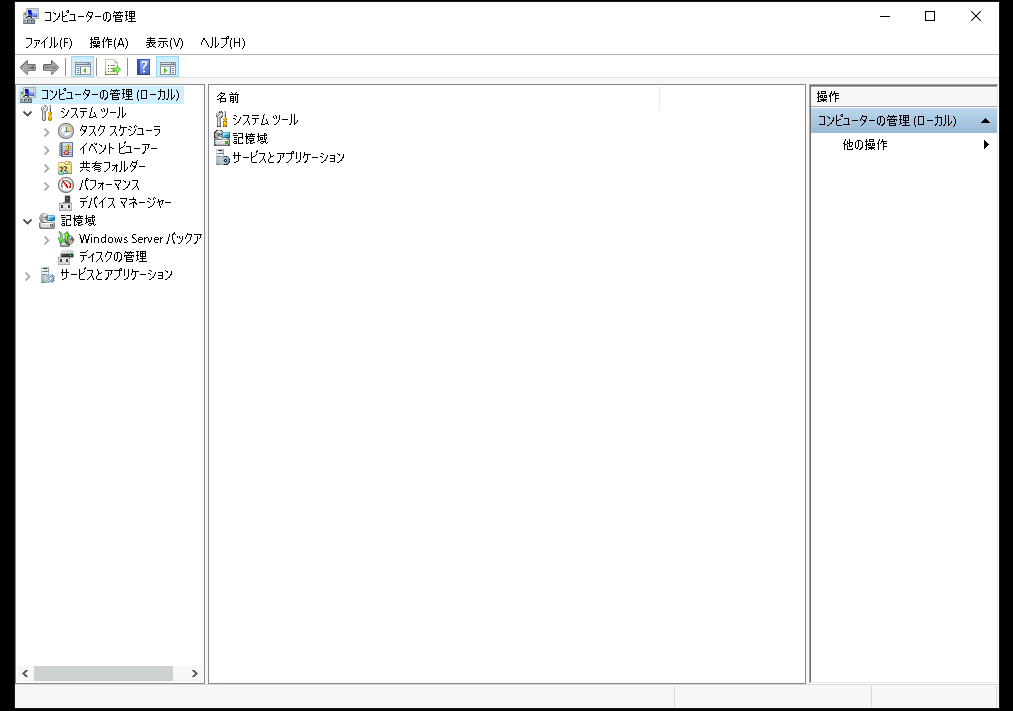 コンピューターの管理
ファイル(F) 操作(A) 表示(V) ヘルプ(H)
コンピューターの管理 (ローカル)
システム ツール
タスク スケジューラ
イベント ビューアー
共有フォルダー
パフォーマンス
デバイス マネージャー
記憶域
Windows Server バックア
ディスクの管理
サービスとアプリケーション
名前
システム ツール
記憶域
サービスとアプリケーション
操作
コンピューターの管理 (ローカル)
他の操作